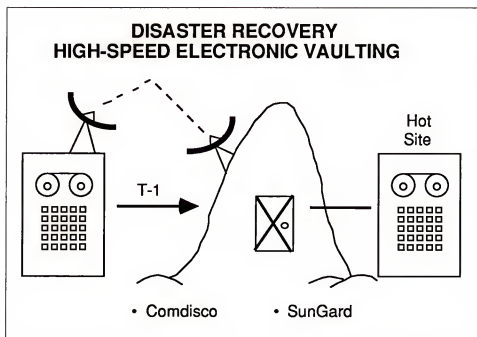 DISASTER RECOVERY
HIGH-SPEED ELECTRONIC VAULTING
Hot
Site
T-1
• Comdisco • SunGard